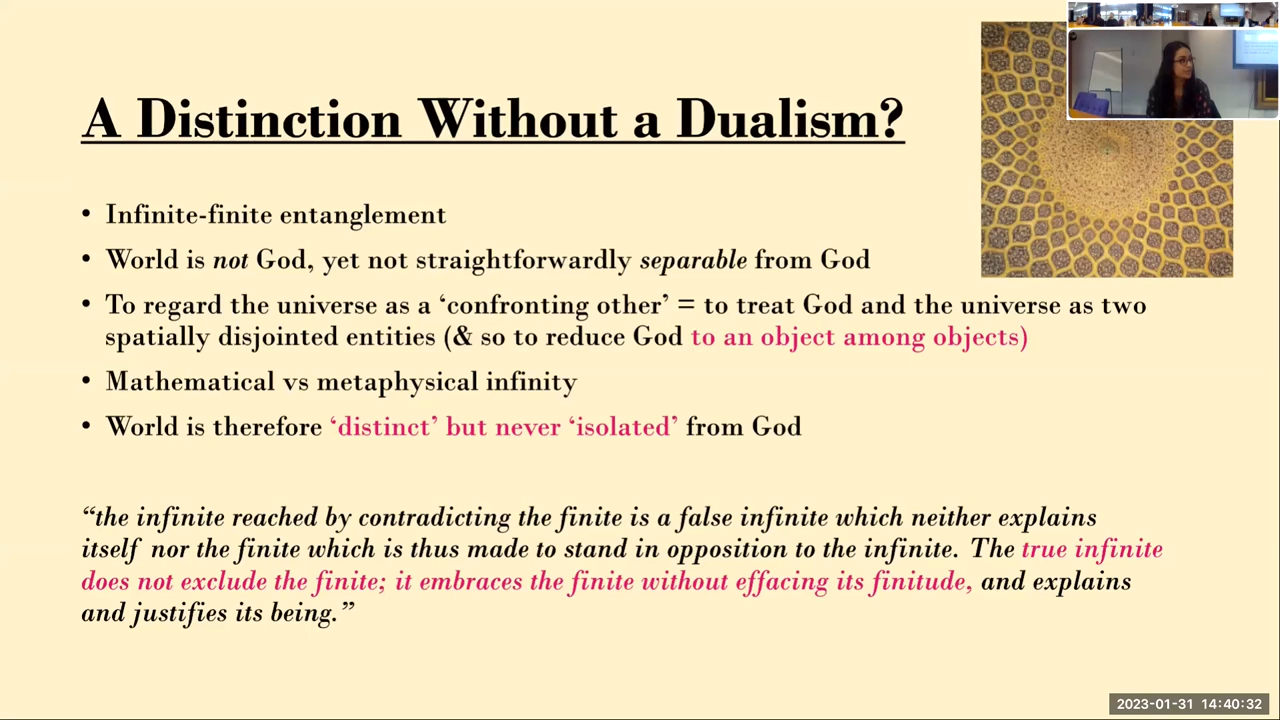 A Distinction Without a Dualism?
• Infinite-finite entanglement
• World is not God, yet not straightforwardly separable from God
• To regard the universe as a ‘confronting other’ = to treat God and the universe as two
spatially disjointed entities (& so to reduce God to an object among objects)
• Mathematical vs metaphysical infinity
• World is therefore ‘distinct’ but never ‘isolated’ from God
“the infinite reached by contradicting the finite is a false infinite which neither explains
itself nor the finite which is thus made to stand in opposition to the infinite. The true infinite
does not exclude the finite; it embraces the finite without effacing its finitude, and explains
and justifies its being.”
2023-01-31 14:40:32